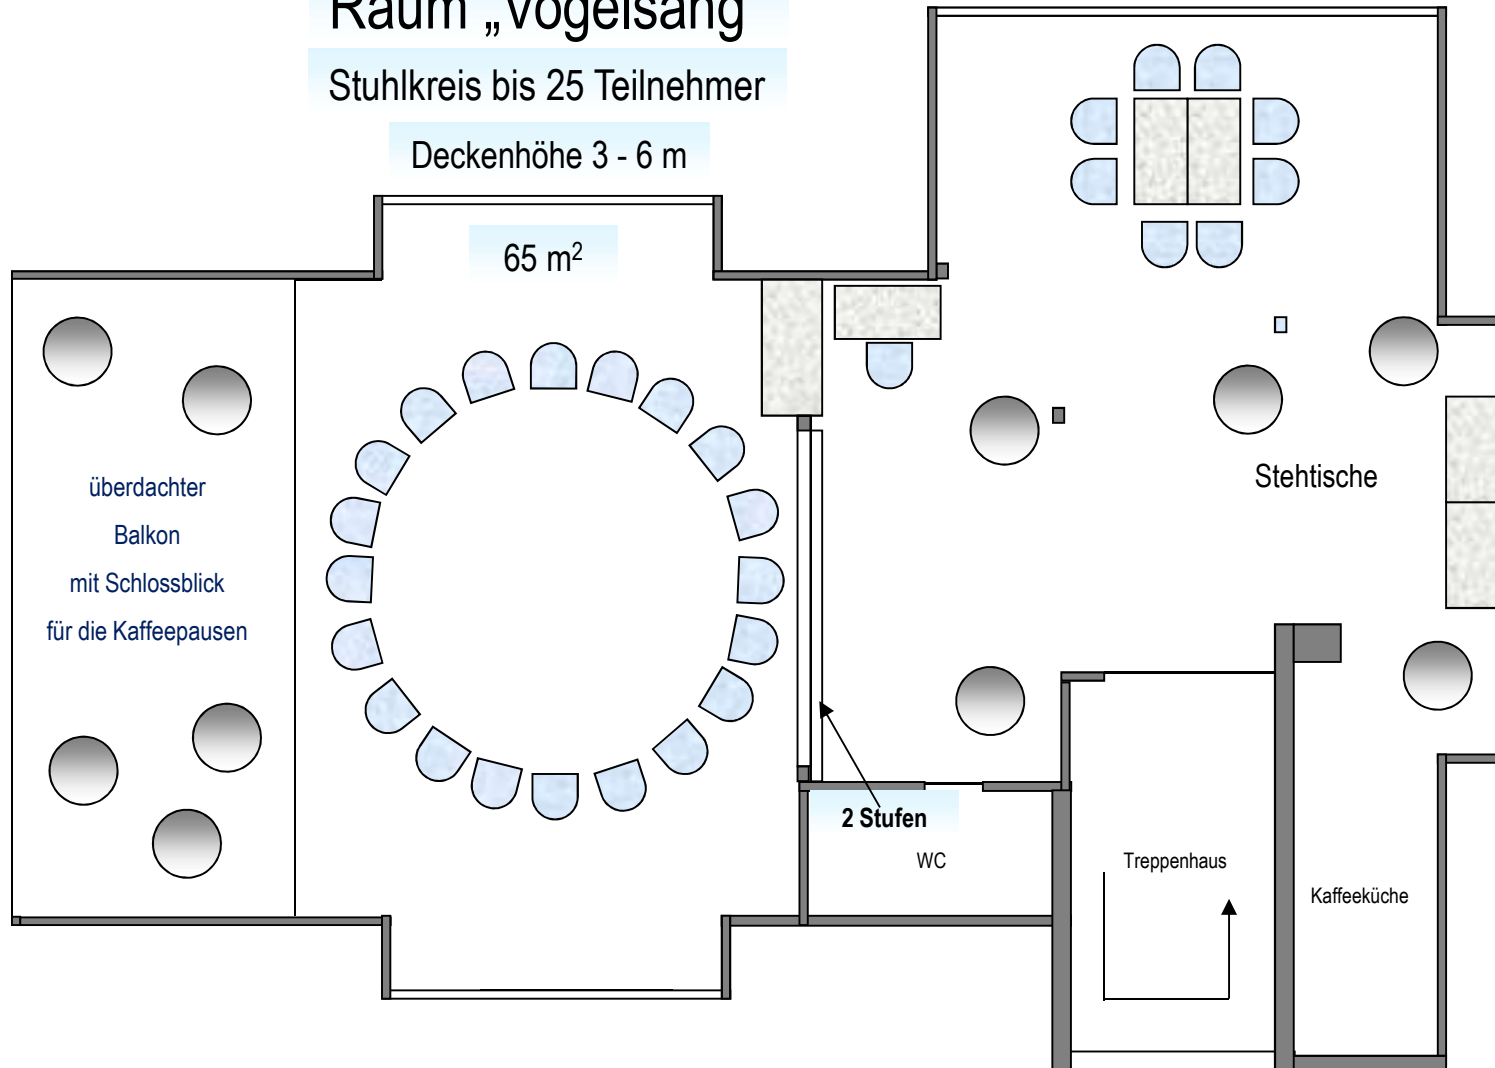 Raum „Vogelsang
Stuhlkreis bis 25 Teilnehmer
Deckenhöhe 3 - 6 m
65 m²
überdachter
Balkon
mit Schlossblick
für die Kaffeepausen
Stehtische
2 Stufen
WC
Treppenhaus
Kaffeeküche